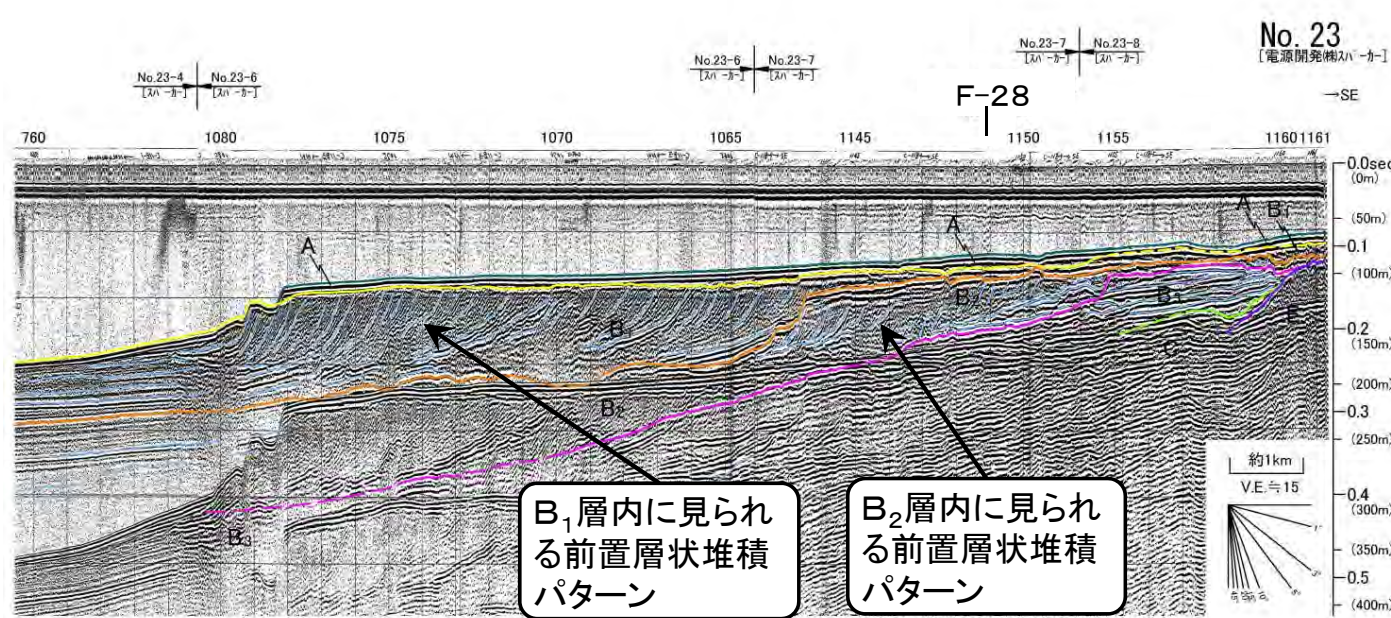 No.23
[電源開発㈱スパーカー]
No.23-7 No.23-8
[スパーカー] [スパーカー]
No.23-6 No.23-7
[スパーカー] [スパーカー]
No.23-4 No.23-6
[スパーカー] [スパーカー]
F-28
→SE
760 1080 1075 1070 1065 1145 1150 1155 1160 1161
0.0sec
(0m)
(50m)
0.1
(100m)
0.2
(150m)
(200m)
0.3
(250m)
0.4
(300m)
(350m)
0.5
(400m)
A
A
A
B₁
B₁
B₂
B₃
E
C
B₂
B₃
約1km
V.E.≒15
B₁層内に見られ
る前置層状堆積
パターン
B₂層内に見られ
る前置層状堆積
パターン